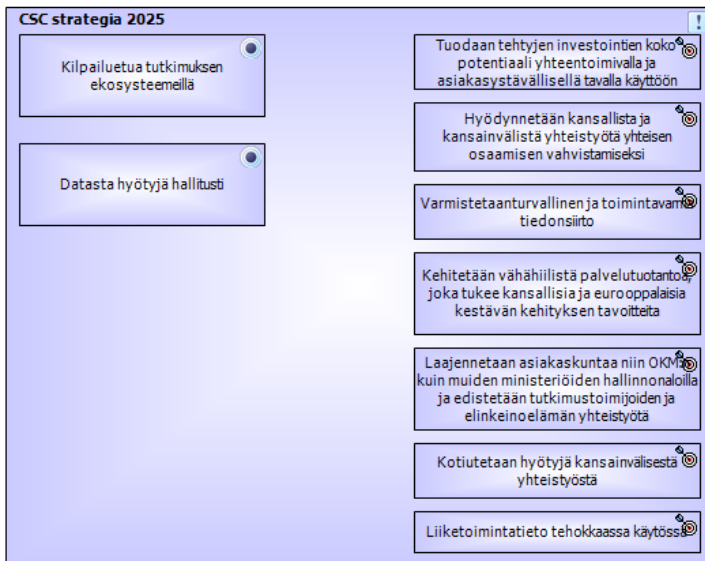 CSC strategia 2025
Kilpailuetua tutkimuksen
ekosysteemeillä
Datasta hyötyjä hallitusti
Tuodaan tehtyjen investointien koko
potentiaali yhteentoimivalla ja
asiakasystävällisellä tavalla käyttöön
Hyödynnetään kansallista ja
kansainvälistä yhteistyötä yhteisen
osaamisen vahvistamiseksi
Varmistetaanturvallinen ja
tiedonsiirto
Kehitetään vähähiilistä palvelutuotantoa,
joka tukee kansallisia ja eurooppalaisia
kestävän kehityksen tavoitteita
Laajennetaan asiakaskuntaa niin
kuin muiden ministeriöiden hallinnonaloilla
ja edistetään tutkimustoimijoiden ja
elinkeinoelämän yhteistyötä
Kotiutetaan hyötyjä kansainvälisestä
yhteistyöstä
Liiketoimintatieto tehokkaassa käytössä